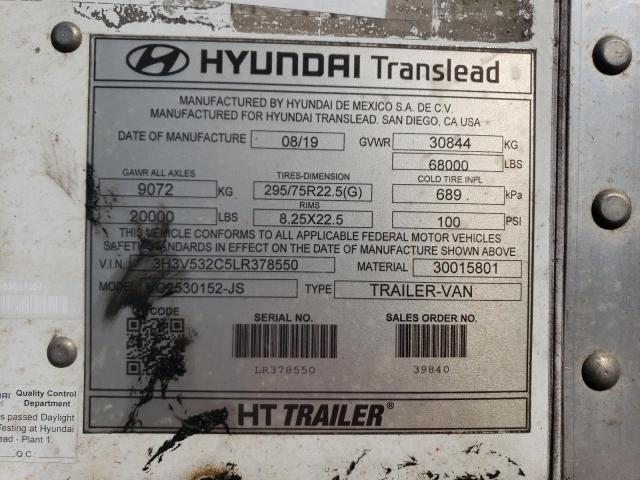 HYUNDAI Translead
MANUFACTURED BY HYUNDAI DE MEXICO S.A. DE C.V.
MANUFACTURED FOR HYUNDAI TRANSLEAD. SAN DIEGO, CA USA
DATE OF MANUFACTURE 08/19 GVWR 30844 KG
68000 LBS
GAWR ALL AXLES TIRES-DIMENSION COLD TIRE INFL
9072 KG 295/75R22.5(G) 689 kPa
RIMS
20000 LBS 8.25X22.5 100 PSI
THIS VEHICLE CONFORMS TO ALL APPLICABLE FEDERAL MOTOR VEHICLES
SAFETY STANDARDS IN EFFECT ON THE DATE OF MANUFACTURE SHOWN ABOVE
V.I.N. 3H3V532C5LR378550 MATERIAL 30015801
MODEL VC2530152-JS TYPE TRAILER-VAN
QR CODE SERIAL NO. SALES ORDER NO.
LR378550 39840
HT TRAILER®
Quality Control
Department
passed Daylight
Testing at Hyundai
- Plant 1.
Q C